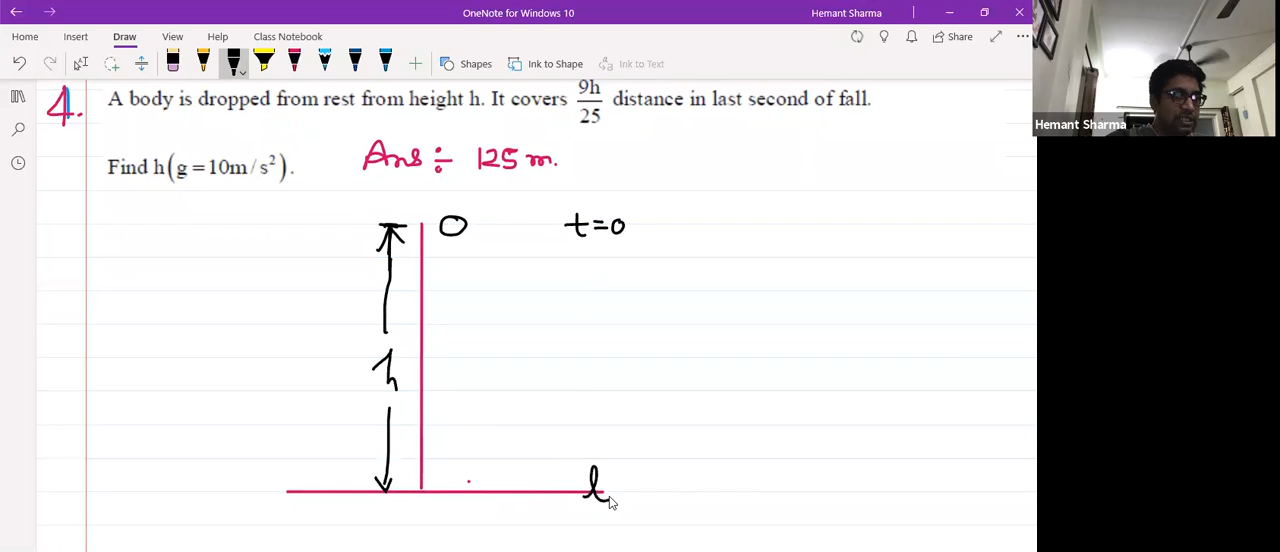 OneNote for Windows 10
Hemant Sharma
Home Insert Draw View Help Class Notebook
Share
Shapes Ink to Shape Ink to Text
4. A body is dropped from rest from height h. It covers 9h/25 distance in last second of fall.
Find h(g = 10m/s²). Ans ÷ 125 m.
Hemant Sharma
O t=0
h
l